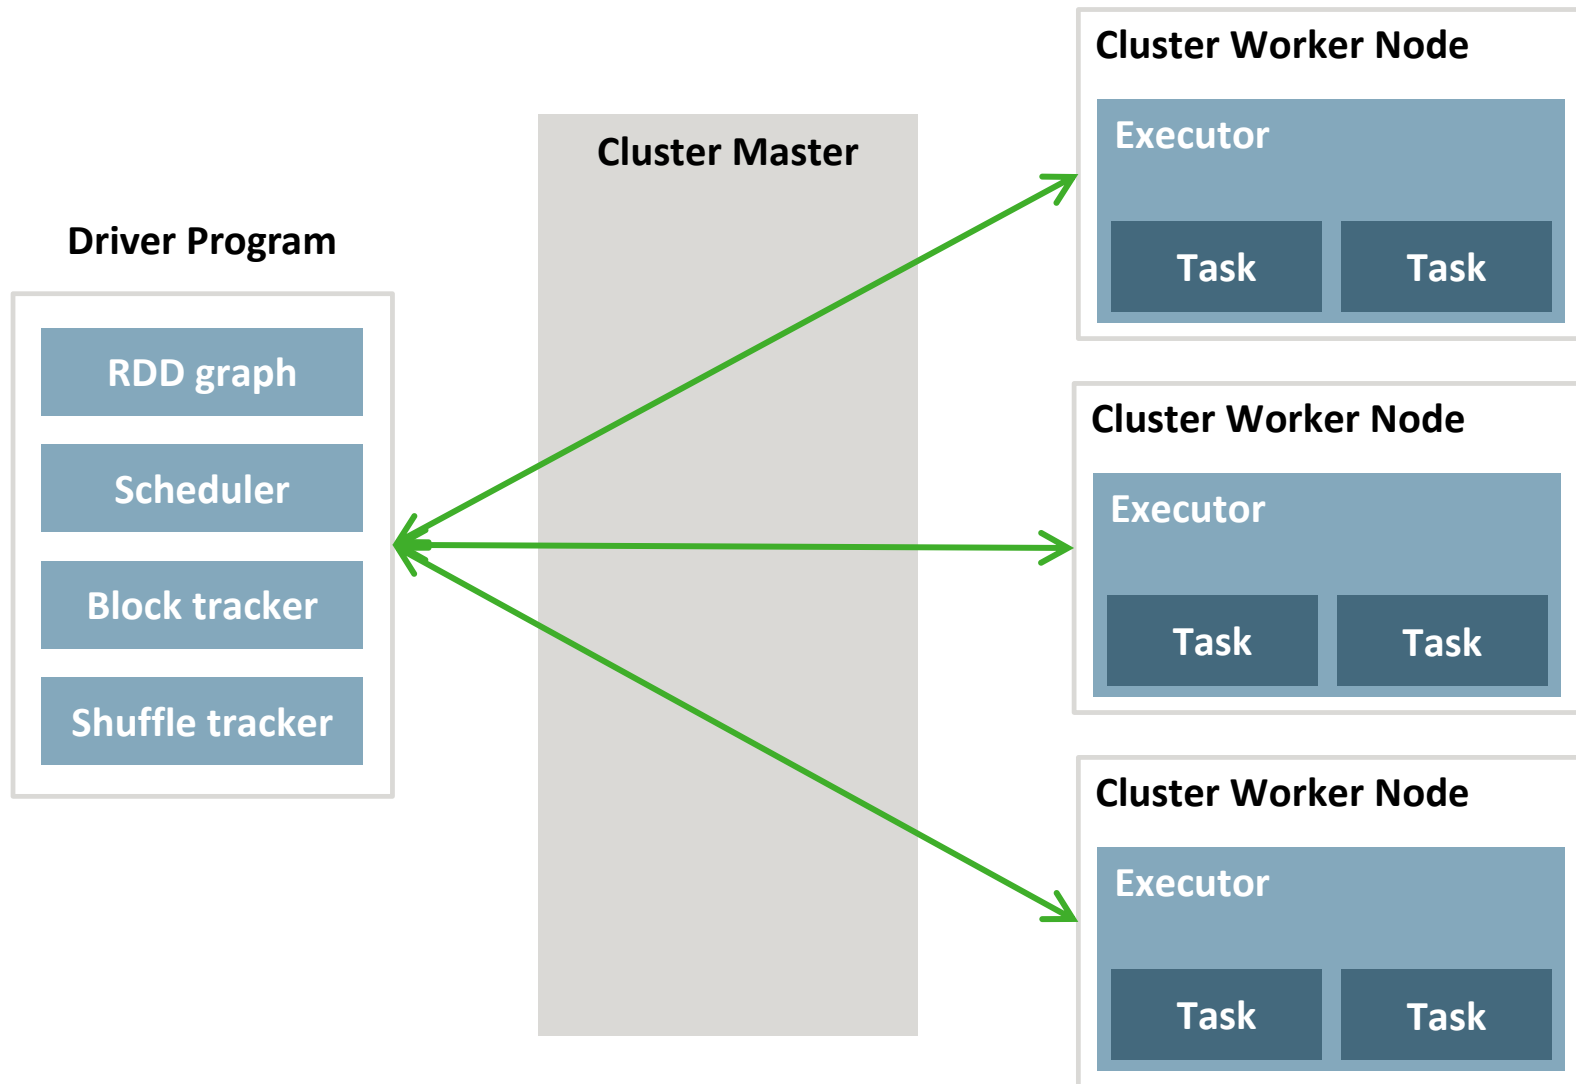 Driver Program
RDD graph
Scheduler
Block tracker
Shuffle tracker
Cluster Master
Cluster Worker Node
Executor
Task Task
Cluster Worker Node
Executor
Task Task
Cluster Worker Node
Executor
Task Task